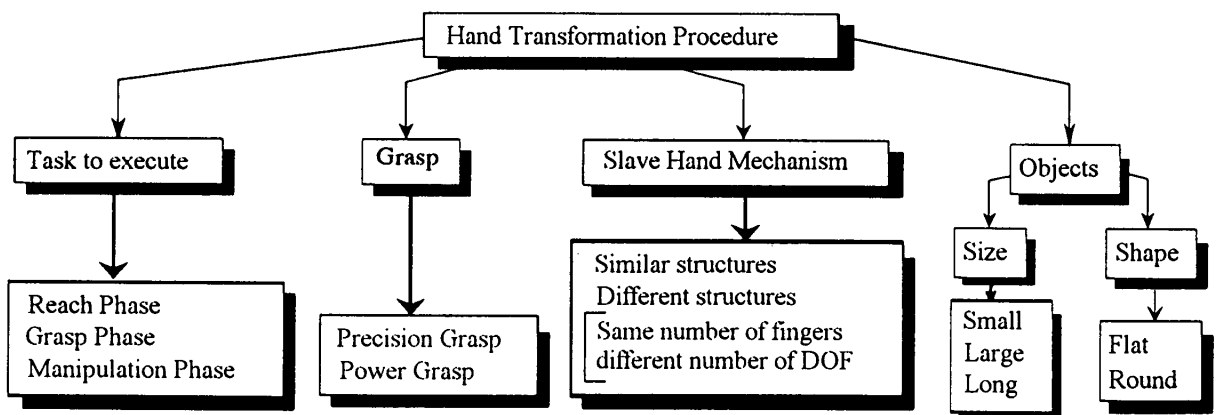 Hand Transformation Procedure
Task to execute
Grasp
Slave Hand Mechanism
Objects
Size
Shape
Reach Phase
Grasp Phase
Manipulation Phase
Precision Grasp
Power Grasp
Similar structures
Different structures
Same number of fingers
different number of DOF
Small
Large
Long
Flat
Round